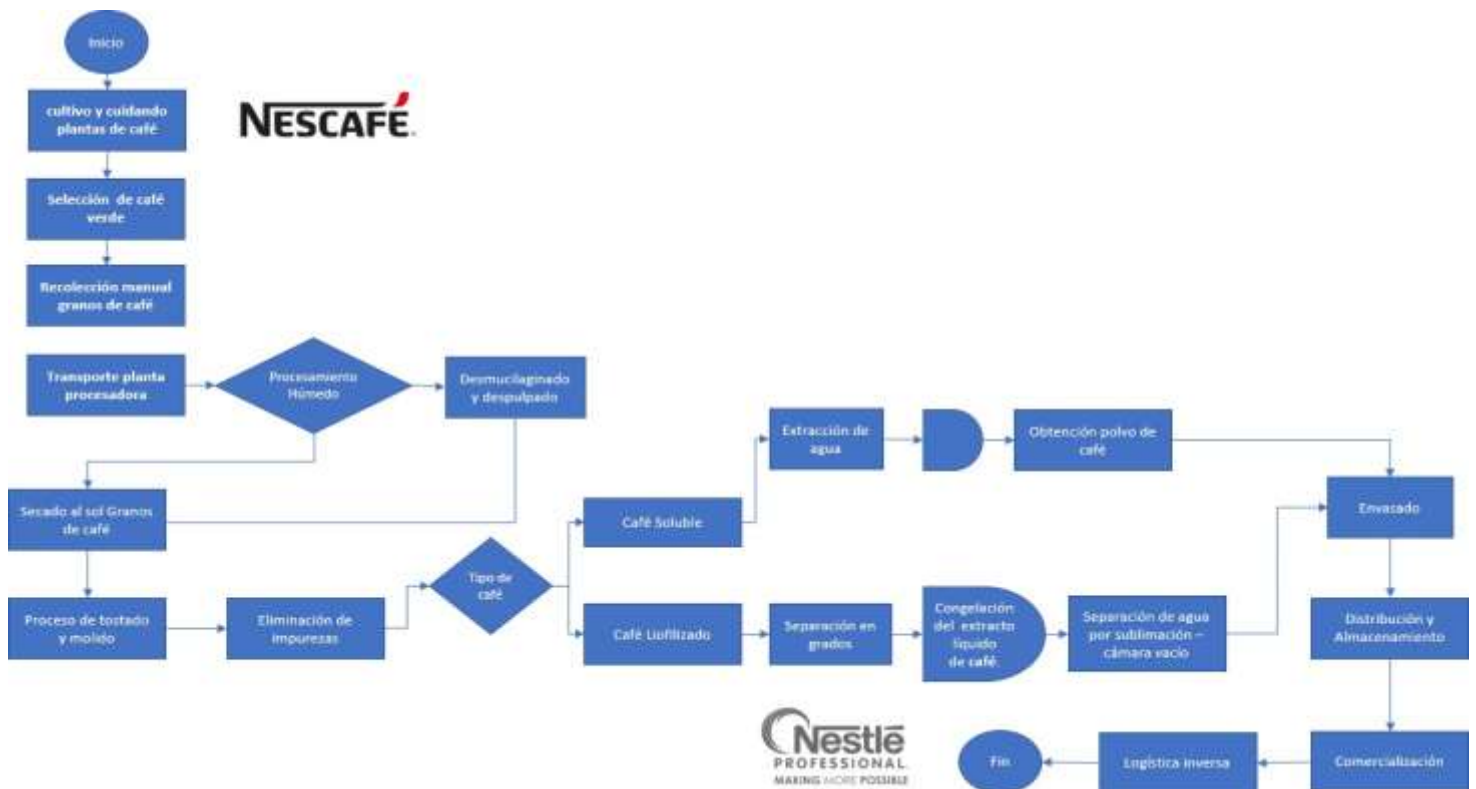 Inicio
cultivo y cuidando
plantas de café
NESCAFÉ.
Selección de café
verde
Recolección manual
granos de café
Transporte planta
procesadora
Procesamiento
Húmedo
Desmucilaginado
y despulpado
Secado al sol Granos
de café
Proceso de tostado
y molido
Eliminación de
impurezas
Tipo de
café
Café Soluble
Extracción de
agua
Obtención polvo de
café
Café Liofilizado
Separación en
grados
Congelación
del extracto
líquido
de café.
Separación de agua
por sublimación –
cámara vacío
Envasado
Distribución y
Almacenamiento
Comercialización
Logística inversa
Fin
Nestlé
PROFESSIONAL
MAKING MORE POSSIBLE